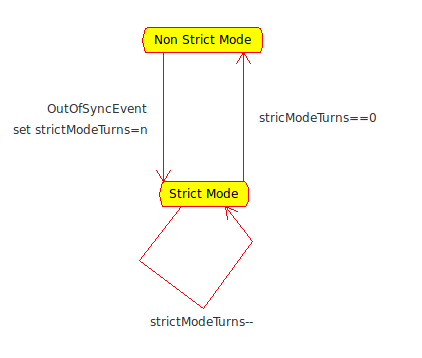 Non Strict Mode
OutOfSyncEvent
set strictModeTurns=n
stricModeTurns==0
Strict Mode
strictModeTurns--